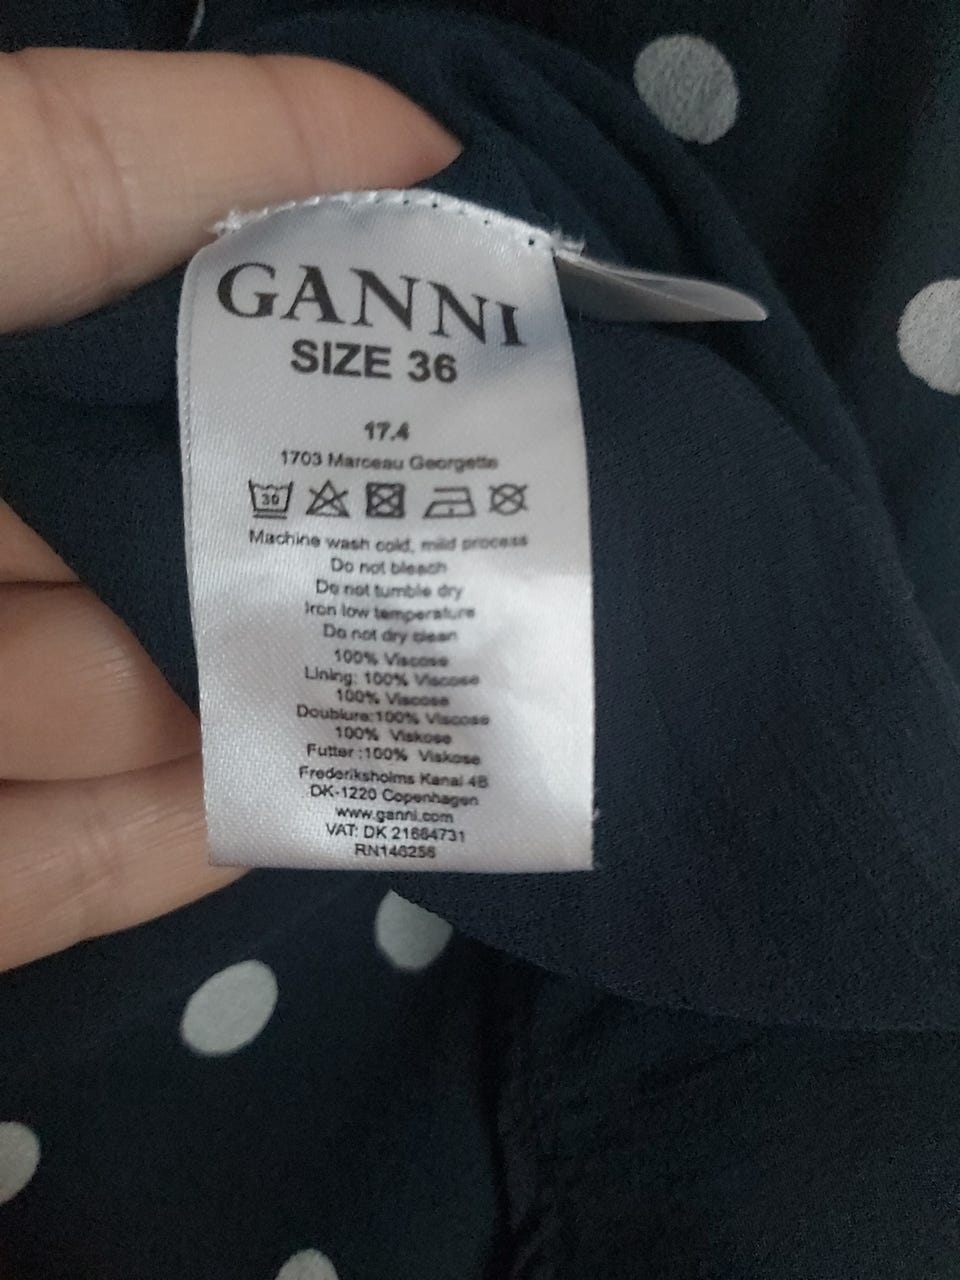 GANNI
SIZE 36
17.4
1703 Marceau Georgette
30
Machine wash cold, mild process
Do not bleach
Do not tumble dry
Iron low temperature
Do not dry clean
100% Viscose
Lining: 100% Viscose
100% Viscose
Doublure:100% Viscose
100% Viskose
Futter :100% Viskose
Frederiksholms Kanal 4B
DK-1220 Copenhagen
www.ganni.com
VAT: DK 21664731
RN146256